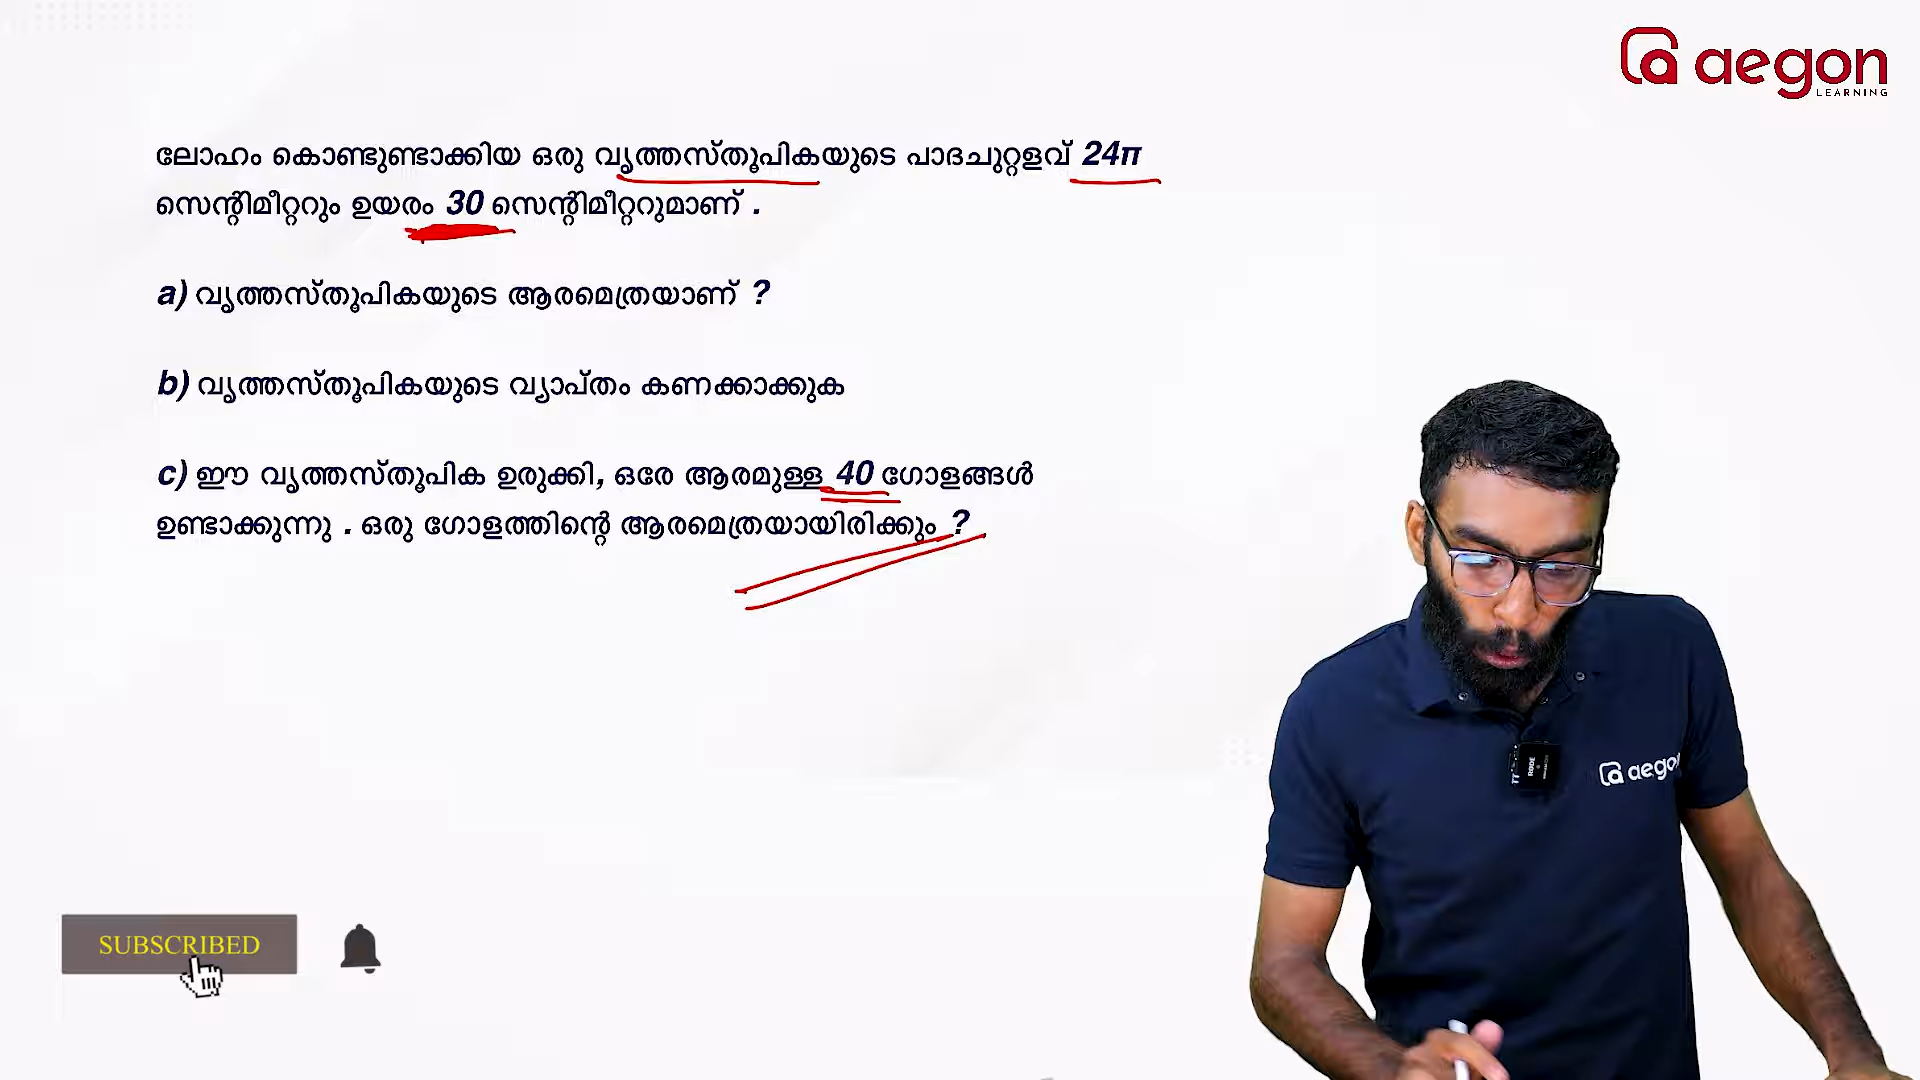 aegon
LEARNING
ലോഹം കൊണ്ടുണ്ടാക്കിയ ഒരു വൃത്തസ്തൂപികയുടെ പാദചുറ്റളവ് 24π
സെന്റിമീറ്ററും ഉയരം 30 സെന്റിമീറ്ററുമാണ് .
a) വൃത്തസ്തൂപികയുടെ ആരമെത്രയാണ് ?
b) വൃത്തസ്തൂപികയുടെ വ്യാപ്തം കണക്കാക്കുക
c) ഈ വൃത്തസ്തൂപിക ഉരുക്കി, ഒരേ ആരമുള്ള 40 ഗോളങ്ങൾ
ഉണ്ടാക്കുന്നു . ഒരു ഗോളത്തിന്റെ ആരമെത്രയായിരിക്കും ?
RODE
aegon
SUBSCRIBED